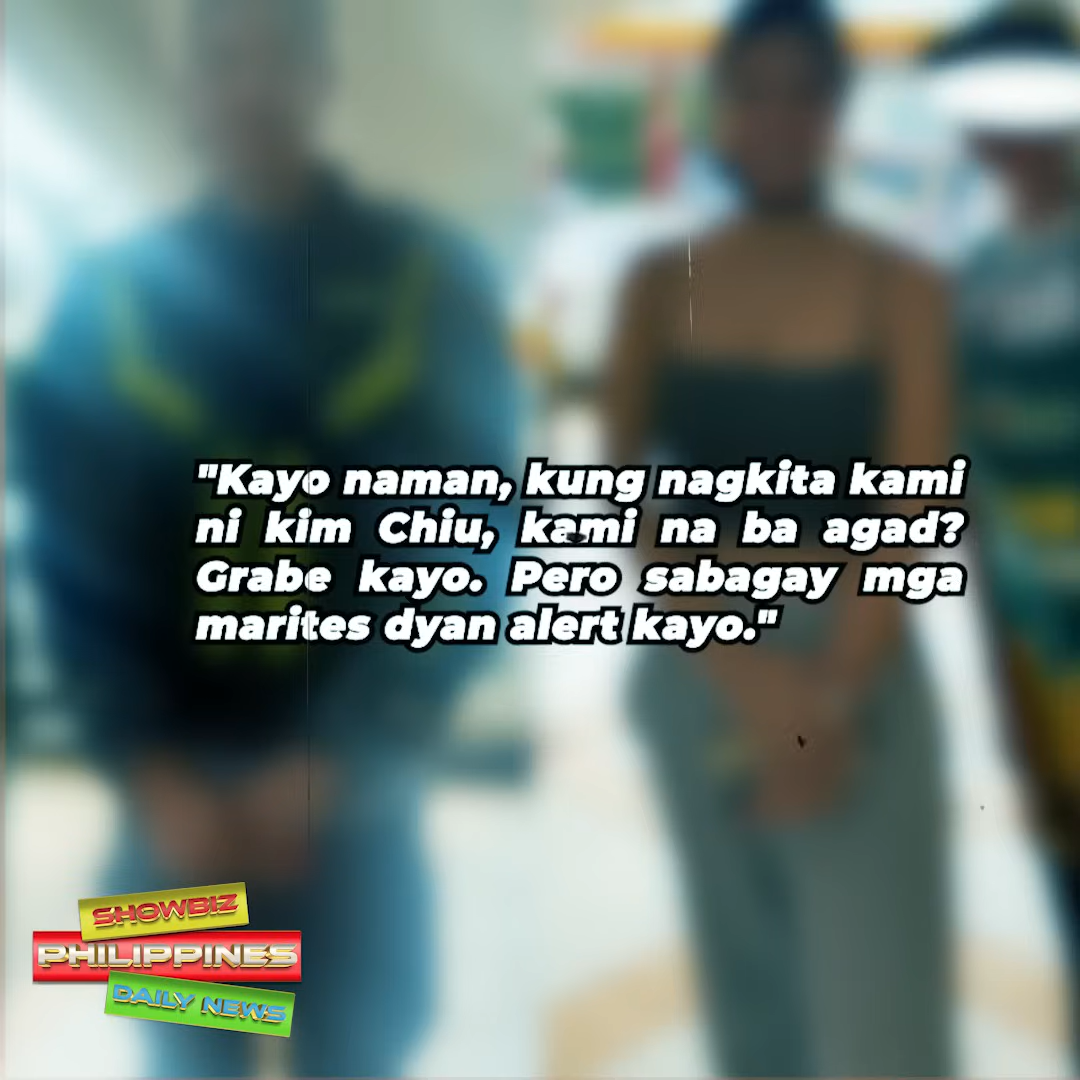 "Kayo naman, kung nagkita kami
ni kim Chiu, kami na ba agad?
Grabe kayo. Pero sabagay mga
marites dyan alert kayo."
SHOWBIZ
PHILIPPINES
DAILY NEWS